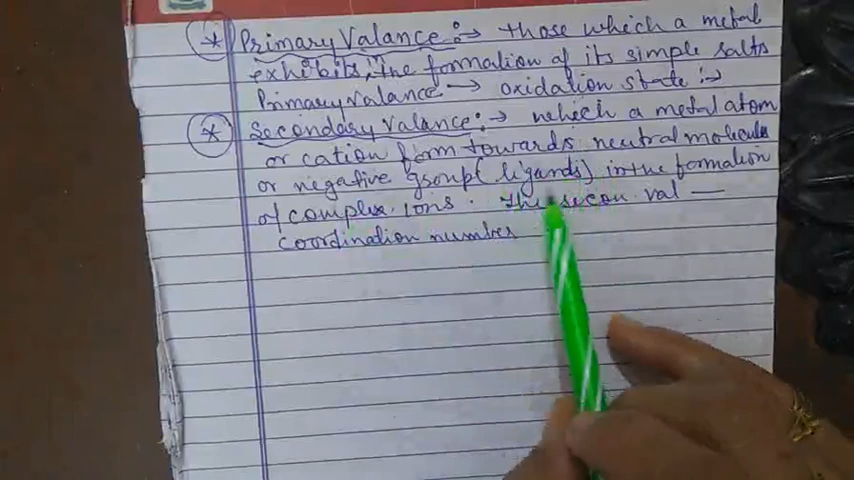 * Primary Valance :→ those which a metal
exhibits, in the formation of its simple salts
Primary valance → oxidation state :→
* Secondary valance :→ which a metal atom
or cation form towards neutral molecule
or negative group (ligands) in the formation
of complex ions. The secon. val —
coordination number